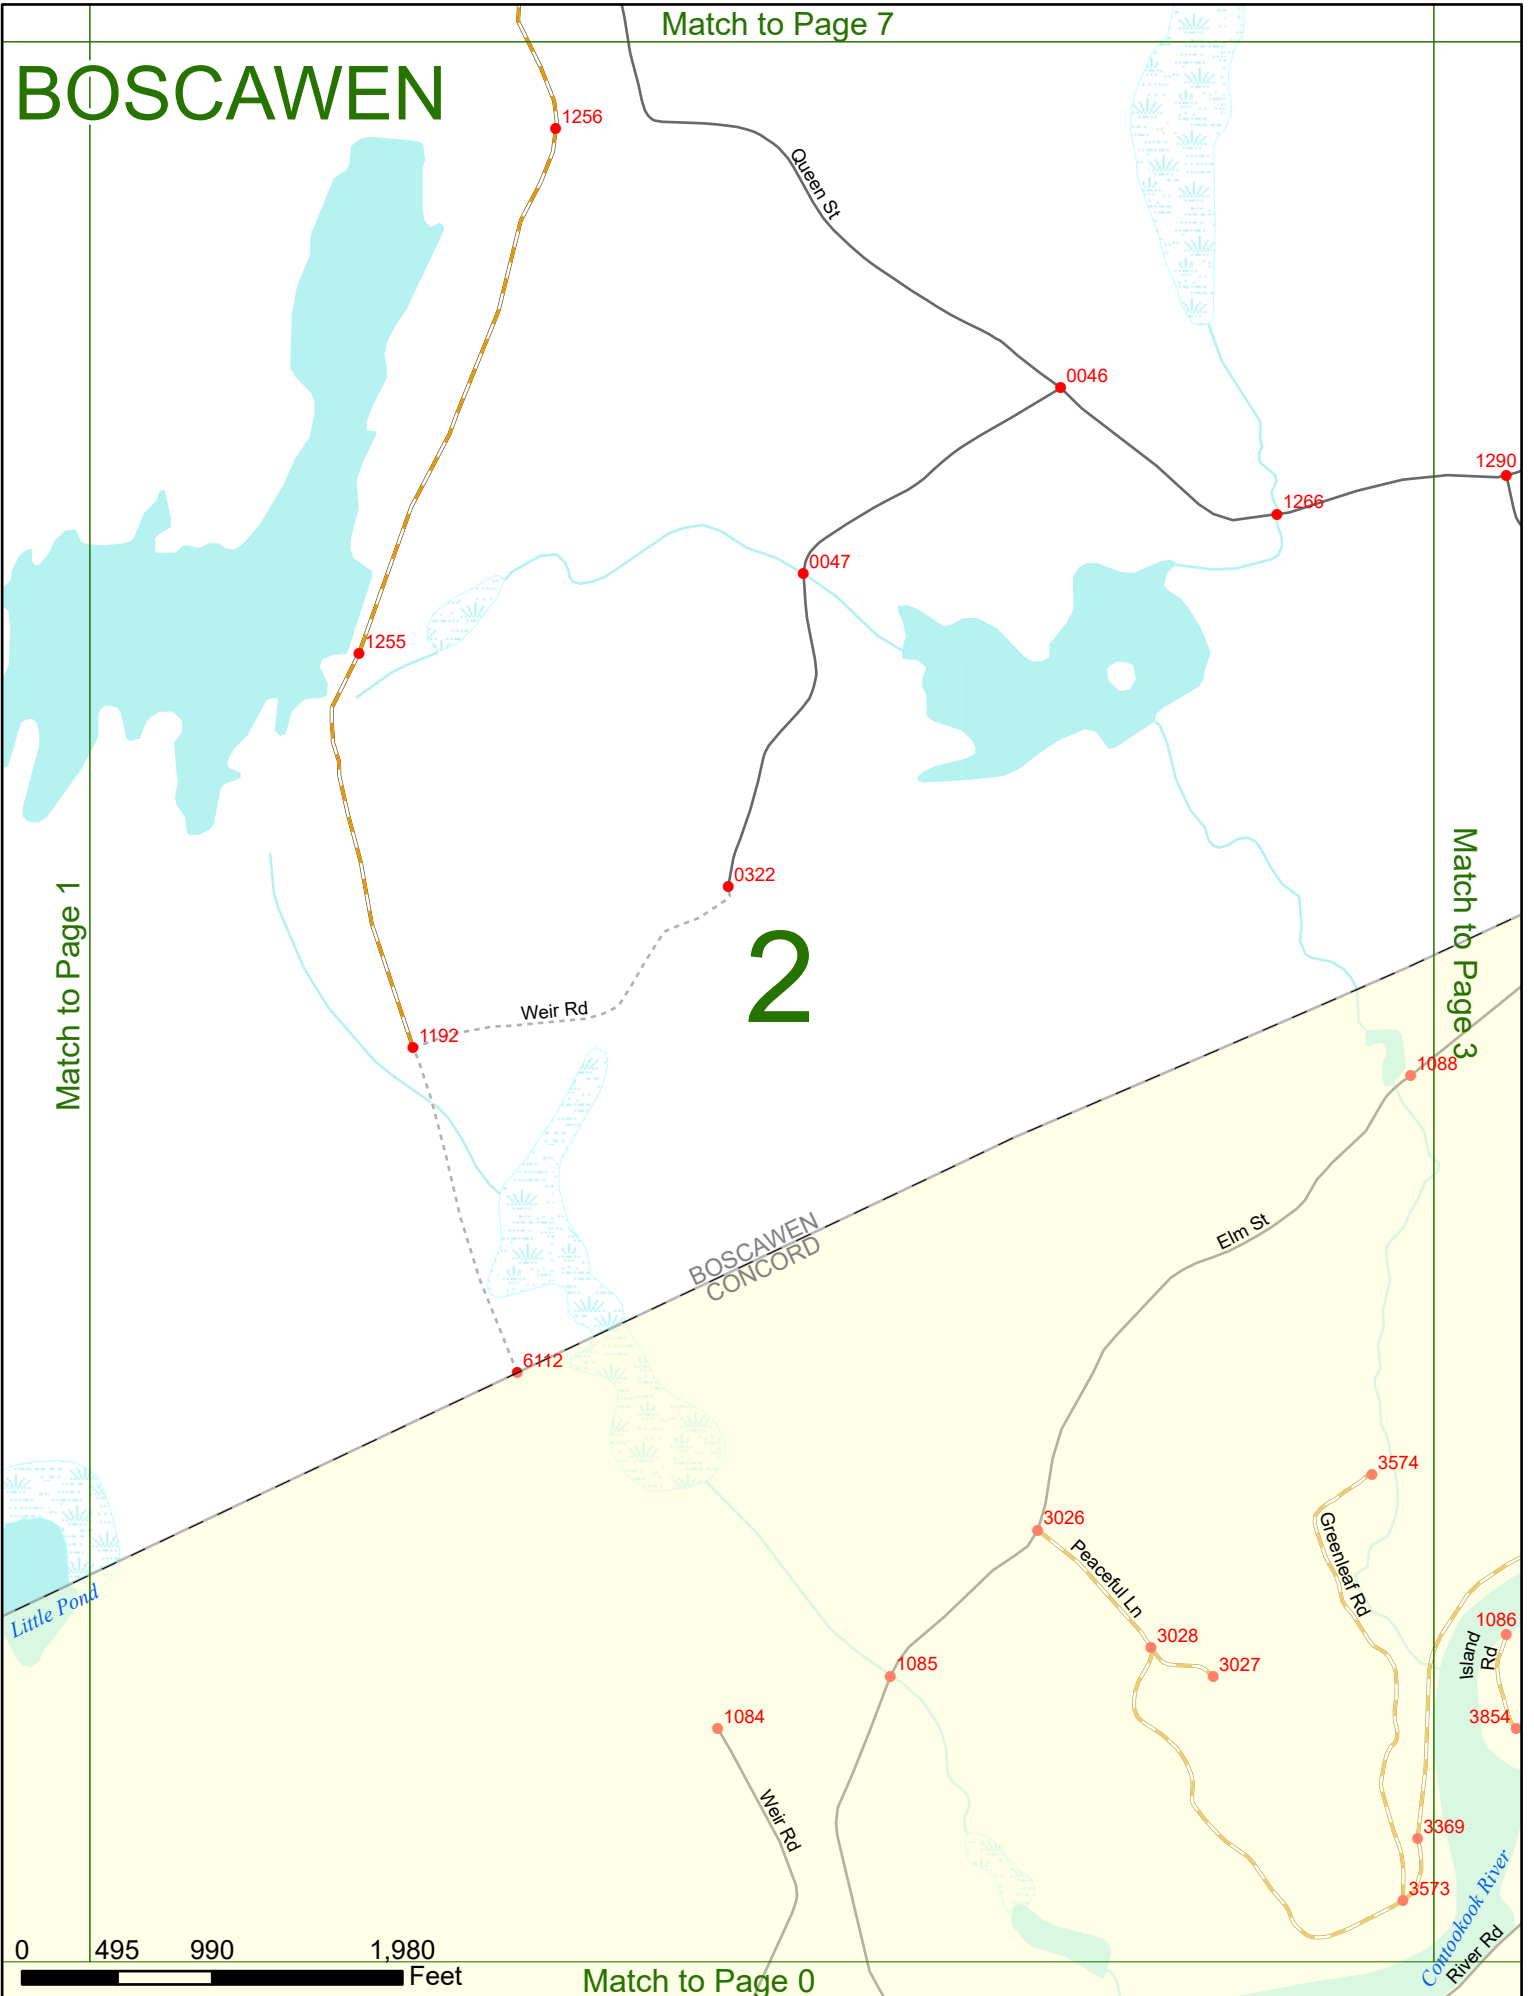 Match to Page 7
BOSCAWEN
1256
Queen St
0046
1290
1266
0047
1255
0322
2
Match to Page 1
Match to Page 3
Weir Rd
1192
1088
BOSCAWEN
CONCORD
Elm St
6112
3574
3026
Peaceful Ln
Greenleaf Rd
Little Pond
1086
Island
Rd
3028
3027
1085
1084
3854
Weir Rd
3369
3573
Contookook River
River Rd
0 495 990 1,980
Feet
Match to Page 0